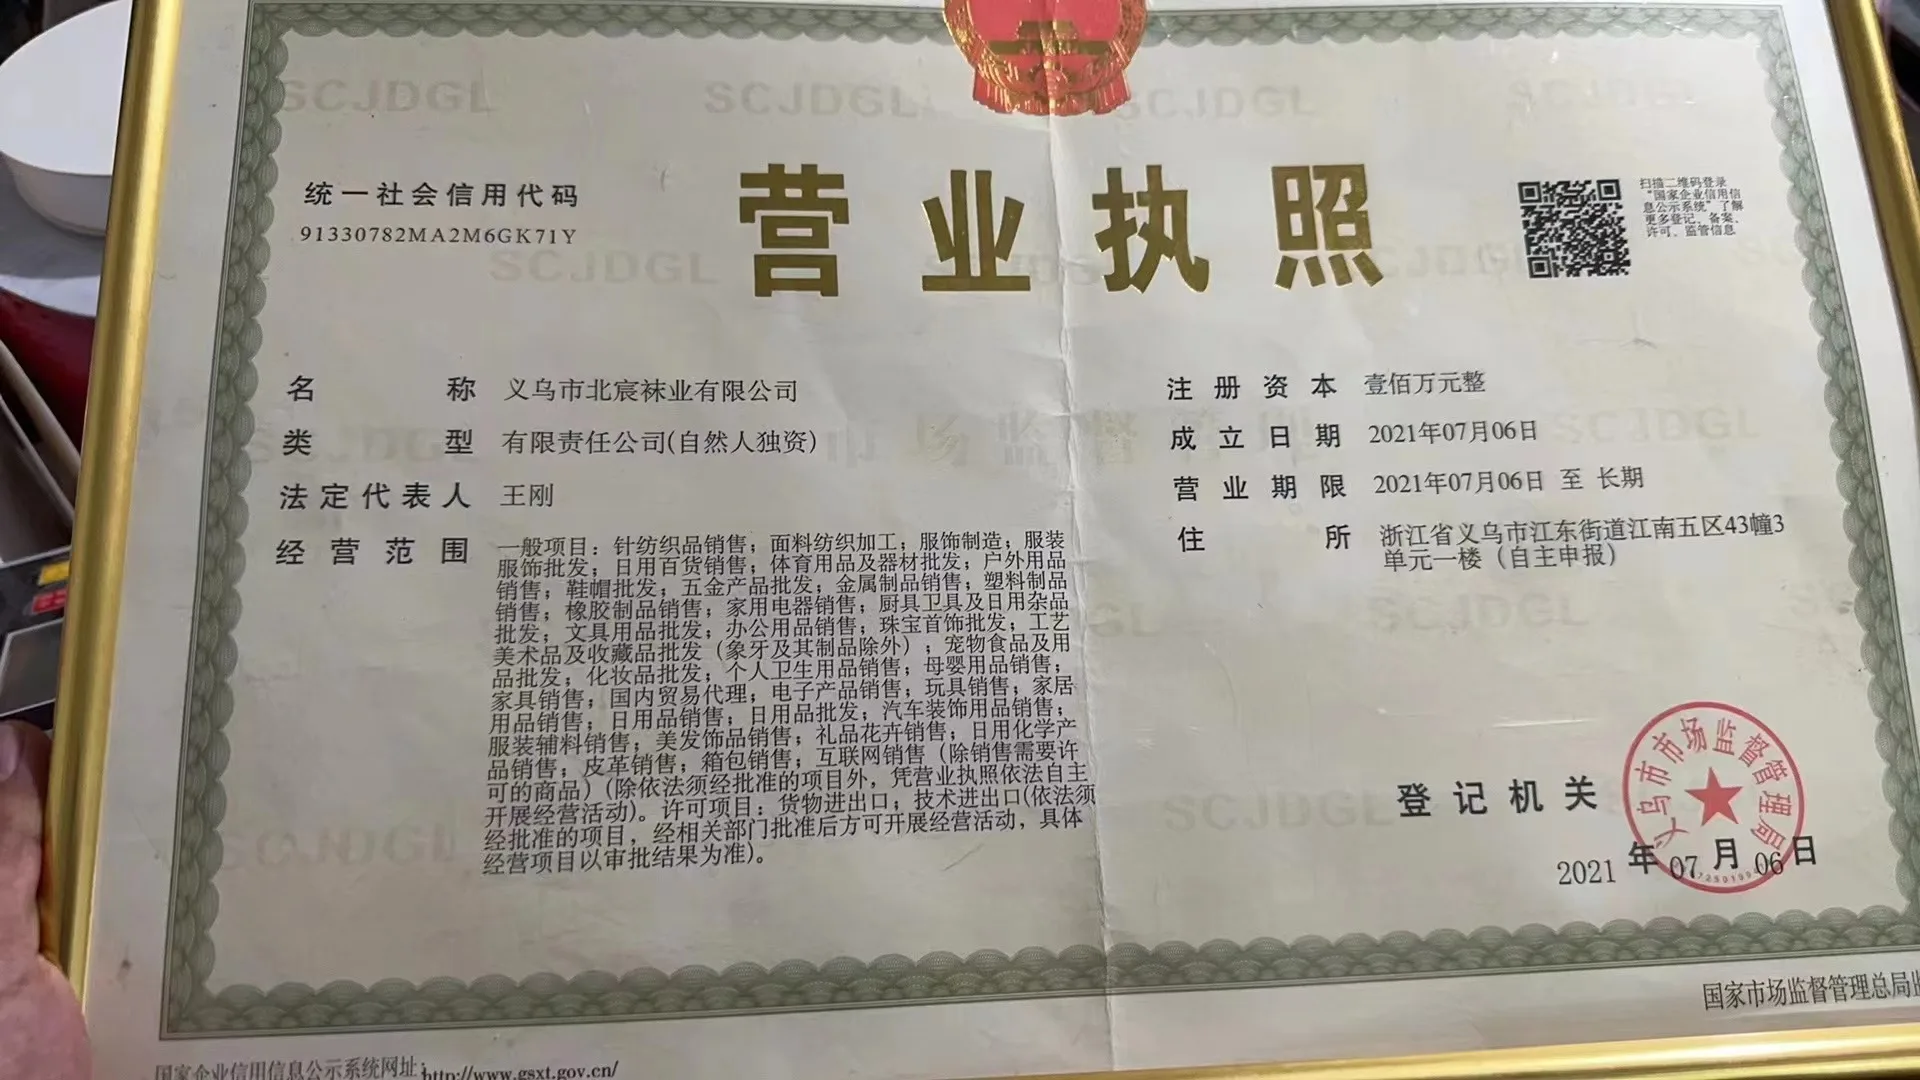 统一社会信用代码
91330782MA2M6GK71Y
营业执照
扫描二维码登录
“国家企业信用信
息公示系统”了解
更多登记、备案、
许可、监管信息
名称 义乌市北宸袜业有限公司
类型 有限责任公司(自然人独资)
法定代表人 王刚
经营范围 一般项目：针纺织品销售；面料纺织加工；服饰制造；服装
服饰批发；日用百货销售；体育用品及器材批发；户外用品
销售；鞋帽批发；五金产品批发；金属制品销售；塑料制品
销售；橡胶制品销售；家用电器销售；厨具卫具及日用杂品
批发；文具用品批发；办公用品销售；珠宝首饰批发；工艺
美术品及收藏品批发（象牙及其制品除外）；宠物食品及用
品批发；化妆品批发；个人卫生用品销售；母婴用品销售；
家具销售；国内贸易代理；电子产品销售；玩具销售；家居
用品销售；日用品销售；日用品批发；汽车装饰用品销售；
服装辅料销售；美发饰品销售；礼品花卉销售；日用化学产
品销售；皮革销售；箱包销售；互联网销售（除销售需要许
可的商品）(除依法须经批准的项目外，凭营业执照依法自主
开展经营活动)。许可项目：货物进出口；技术进出口(依法须
经批准的项目，经相关部门批准后方可开展经营活动，具体
经营项目以审批结果为准)。
注册资本 壹佰万元整
成立日期 2021年07月06日
营业期限 2021年07月06日 至 长期
住所 浙江省义乌市江东街道江南五区43幢3
单元一楼（自主申报）
登记机关
义乌市市场监督管理局
2021 年 07 月 06 日
国家市场监督管理总局监
国家企业信用信息公示系统网址：http://www.gsxt.gov.cn/